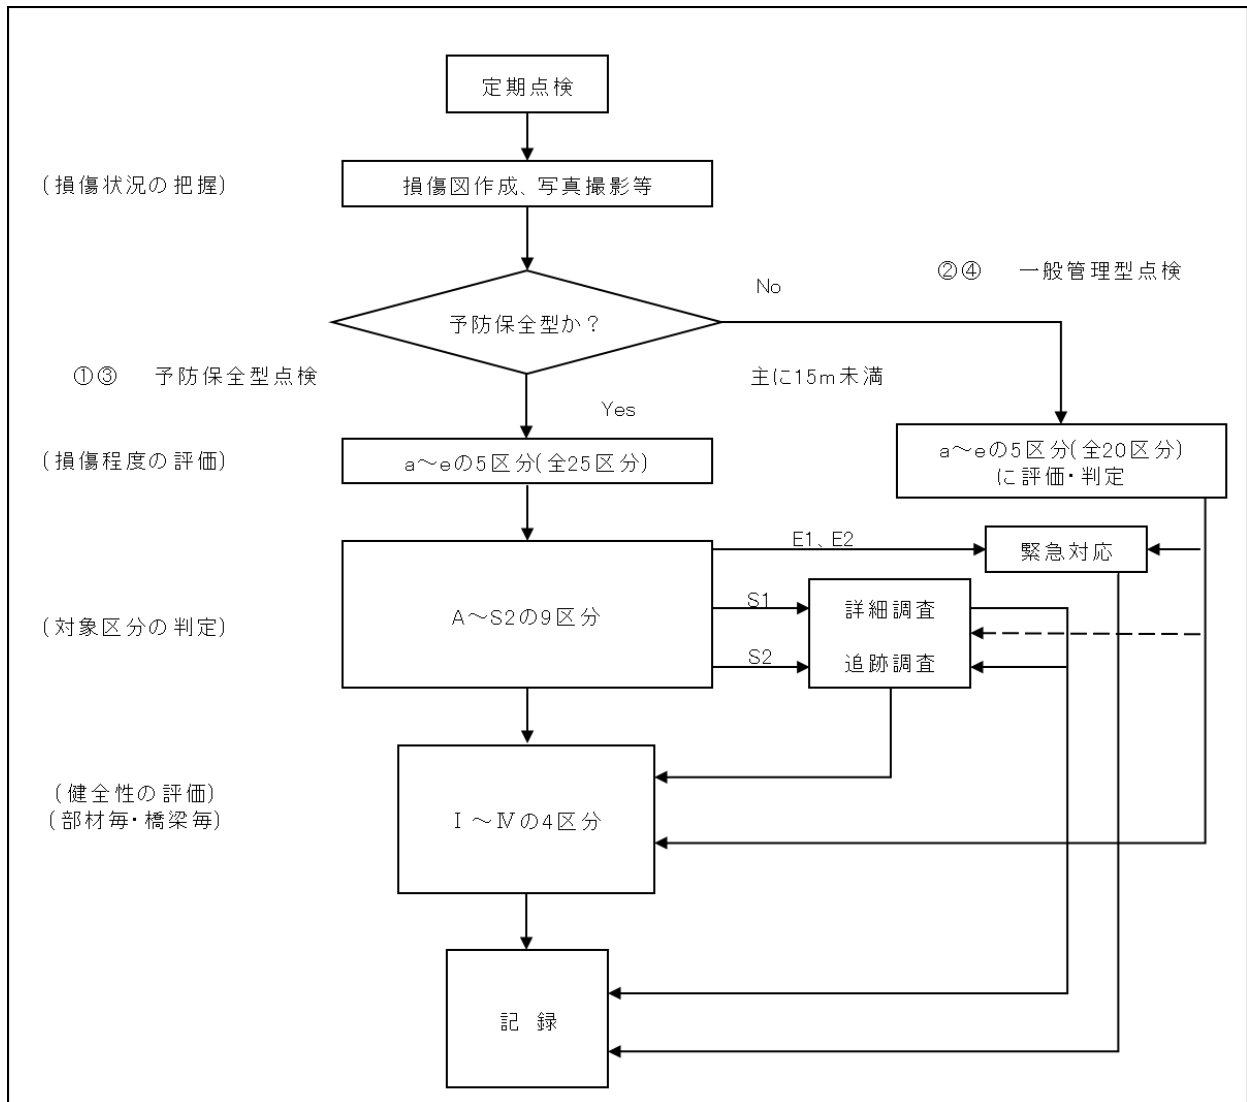 定期点検
(損傷状況の把握)
損傷図作成、写真撮影等
②④ 一般管理型点検
No
予防保全型か?
①③ 予防保全型点検
主に15m未満
Yes
(損傷程度の評価)
a～eの5区分(全25区分)
a～eの5区分(全20区分)
に評価・判定
E1、E2
緊急対応
S1
詳細調査
A～S2の9区分
(対象区分の判定)
S2
追跡調査
(健全性の評価)
(部材毎・橋梁毎)
Ⅰ～Ⅳの4区分
記 録